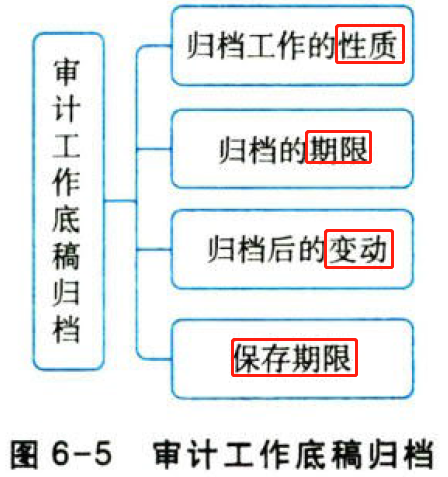 审计工作底稿归档
归档工作的性质
归档的期限
归档后的变动
保存期限
图 6-5 审计工作底稿归档